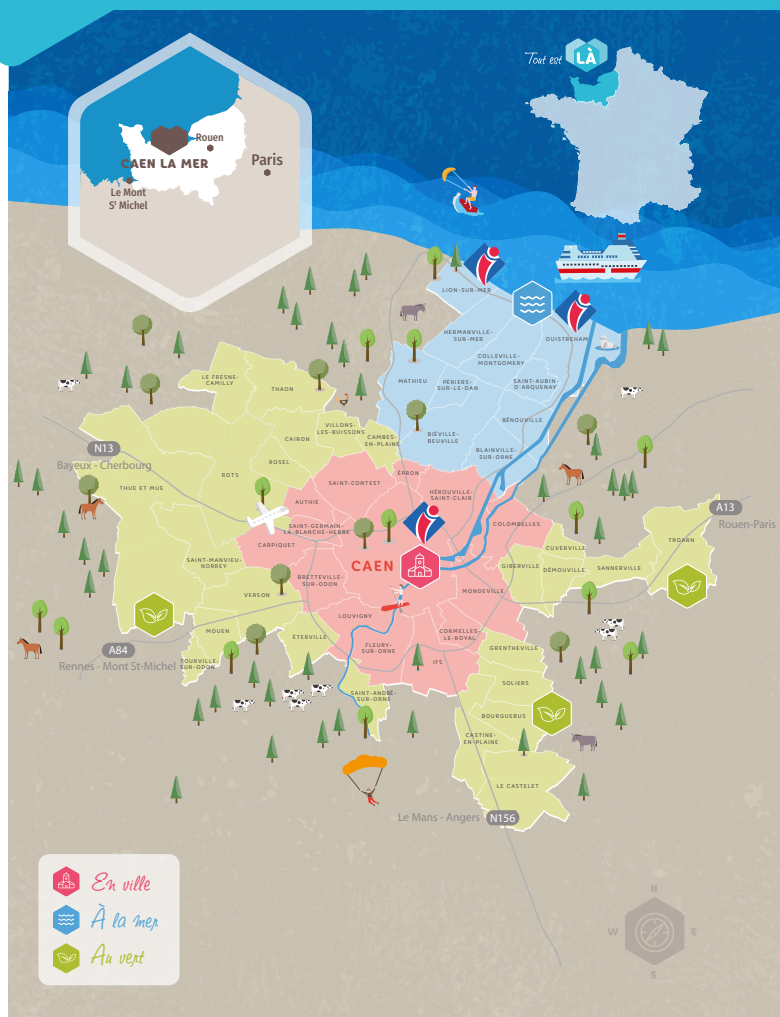 Tout est LÀ
Rouen
CAEN LA MER
Paris
Le Mont
Sᵗ Michel
LION-SUR-MER
HERMANVILLE-
SUR-MER
OUISTREHAM
COLLEVILLE-
MONTGOMERY
MATHIEU
PÉRIERS-
SUR-LE-DAN
SAINT-AUBIN-
D'ARQUENAY
BÉNOUVILLE
BIÉVILLE-
BEUVILLE
BLAINVILLE-
SUR-ORNE
LE FRESNE-
CAMILLY
THAON
VILLONS-
LES-BUISSONS
CAMBES-
EN-PLAINE
CAIRON
ROSEL
ROTS
THUE ET MUE
N13
Bayeux - Cherbourg
ÉPRON
SAINT-CONTEST
HÉROUVILLE-
SAINT-CLAIR
AUTHIE
SAINT-GERMAIN-
LA-BLANCHE-HERBE
CARPIQUET
COLOMBELLES
A13
Rouen-Paris
TROARN
CUVERVILLE
GIBERVILLE
DÉMOUVILLE
SANNERVILLE
CAEN
SAINT-MANVIEU-
NORREY
BRETTEVILLE-
SUR-ODON
VERSON
MONDEVILLE
LOUVIGNY
MOUEN
ÉTERVILLE
CORMELLES-
LE-ROYAL
FLEURY-
SUR-ORNE
IFS
GRENTHEVILLE
A84
Rennes - Mont St-Michel
TOURVILLE-
SUR-ODON
SOLIERS
SAINT-ANDRÉ-
SUR-ORNE
BOURGUEBUS
CASTINE-
EN-PLAINE
LE CASTELET
Le Mans - Angers
N156
En ville
À la mer
Au vert
N
W
E
S